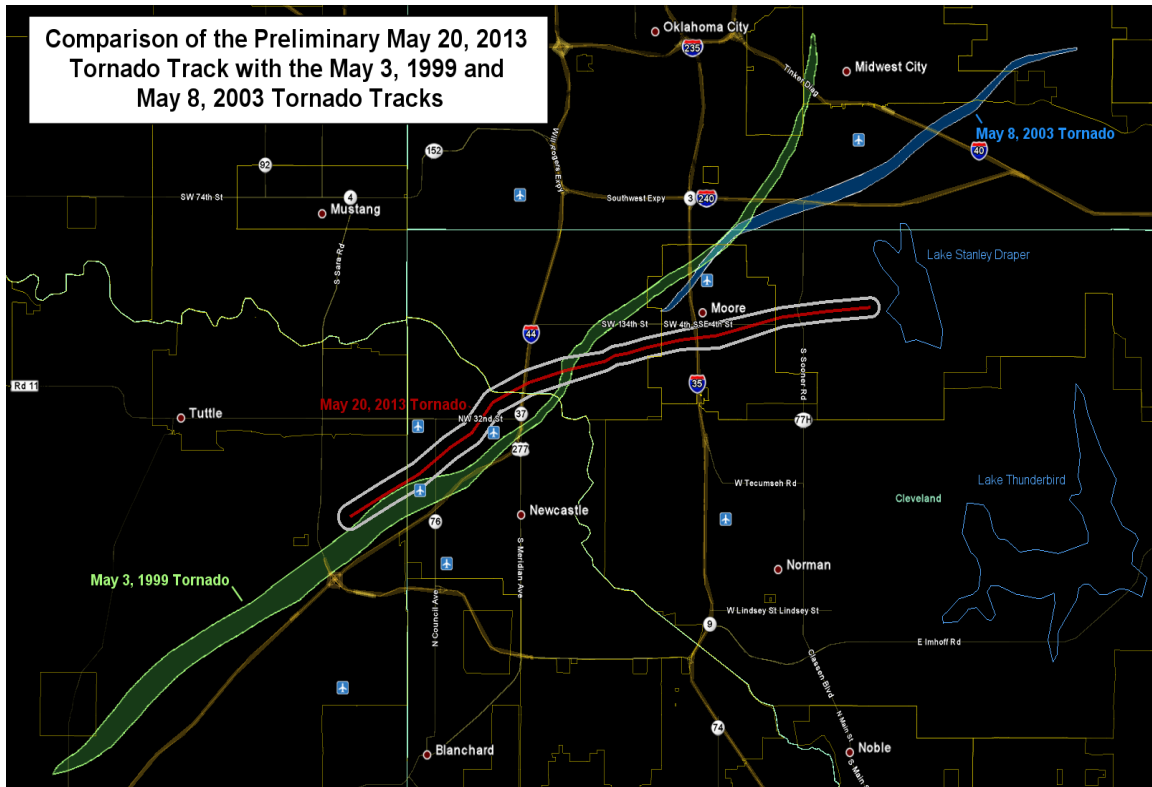 Comparison of the Preliminary May 20, 2013
Tornado Track with the May 3, 1999 and
May 8, 2003 Tornado Tracks
Oklahoma City
235
Tinker Diag
Midwest City
May 8, 2003 Tornado
40
Will Rogers Expy
152
92
SW 74th St
4
Mustang
S Sara Rd
Southwest Expy
3
240
Lake Stanley Draper
Moore
SW 134th St
SW 4th S
SE 4th St
44
S Sooner Rd
35
Rd 11
Tuttle
May 20, 2013 Tornado
NW 32nd St
37
277
77H
W Tecumseh Rd
Lake Thunderbird
Cleveland
76
Newcastle
S Meridian Ave
N Council Ave
May 3, 1999 Tornado
Norman
W Lindsey St
Lindsey St
9
E Imhoff Rd
Classen Blvd
N Main St
74
Blanchard
Noble
S Main S